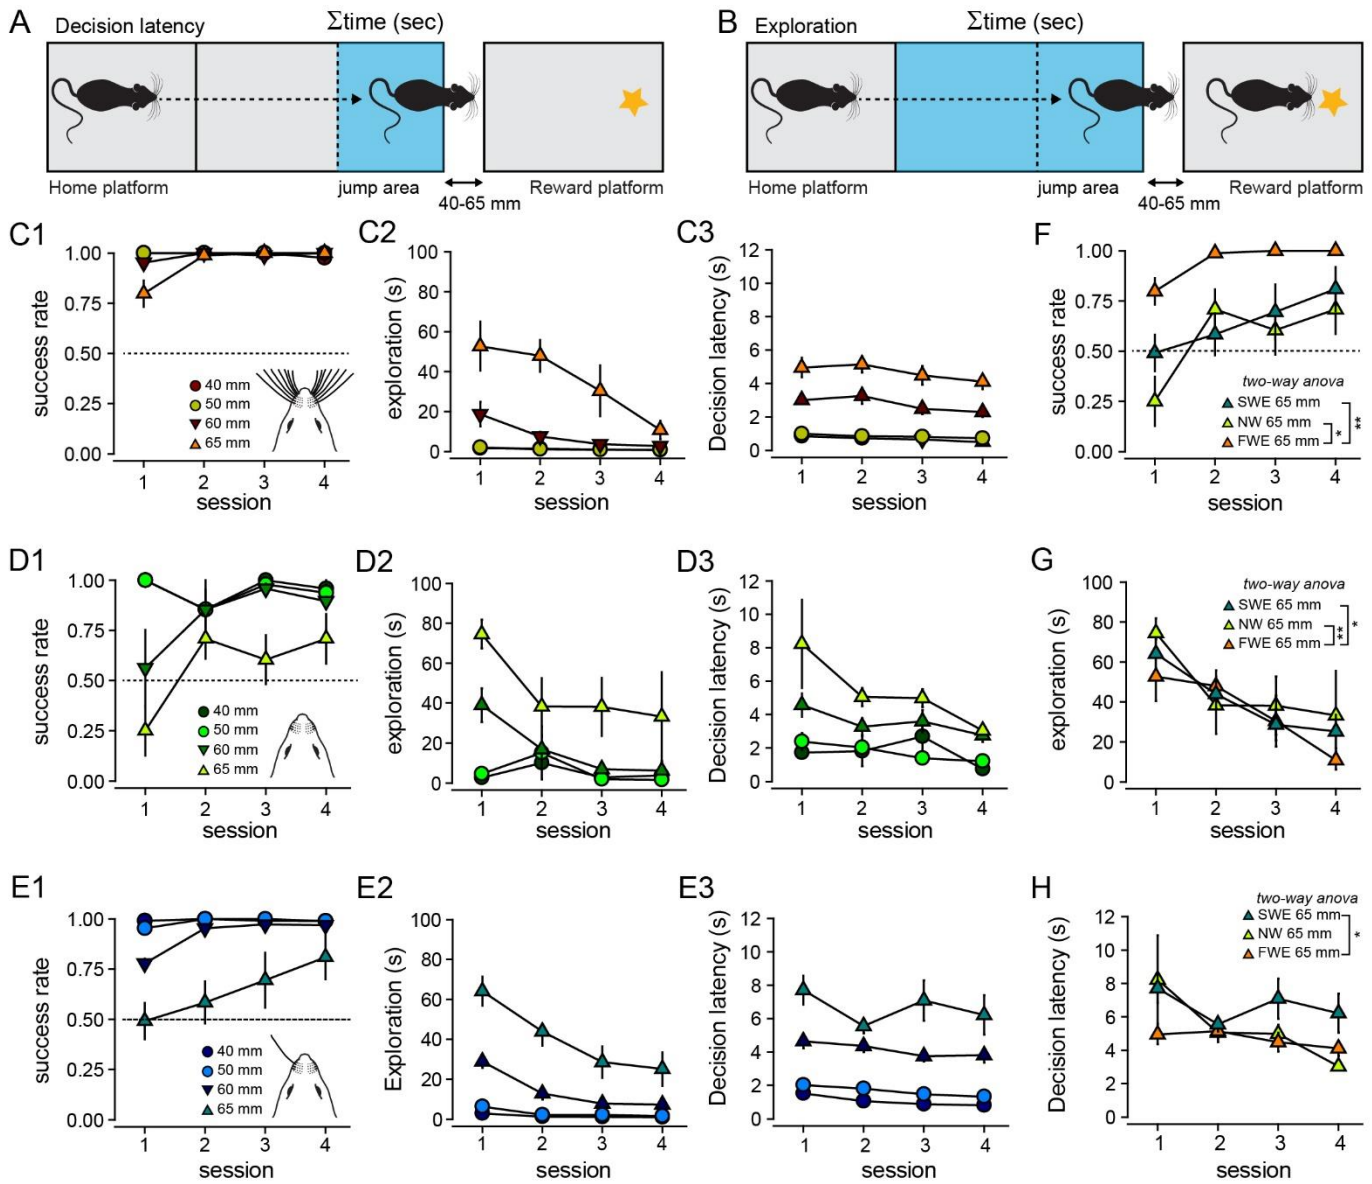 A
Decision latency
Σtime (sec)
Home platform
jump area
Reward platform
40-65 mm
B
Exploration
Σtime (sec)
Home platform
jump area
Reward platform
40-65 mm
C1
success rate
1.00
0.75
0.50
0.25
0.00
40 mm
50 mm
60 mm
65 mm
1 2 3 4
session
C2
exploration (s)
100
80
60
40
20
0
1 2 3 4
session
C3
Decision latency (s)
12
10
8
6
4
2
0
1 2 3 4
session
F
success rate
1.00
0.75
0.50
0.25
0.00
two-way anova
SWE 65 mm
NW 65 mm
FWE 65 mm
*
**
1 2 3 4
session
D1
success rate
1.00
0.75
0.50
0.25
0.00
40 mm
50 mm
60 mm
65 mm
1 2 3 4
session
D2
exploration (s)
100
80
60
40
20
0
1 2 3 4
session
D3
Decision latency (s)
12
10
8
6
4
2
0
1 2 3 4
session
G
exploration (s)
100
80
60
40
20
0
two-way anova
SWE 65 mm
NW 65 mm
FWE 65 mm
**
*
1 2 3 4
session
E1
success rate
1.00
0.75
0.50
0.25
0.00
40 mm
50 mm
60 mm
65 mm
1 2 3 4
session
E2
Exploration (s)
100
80
60
40
20
0
1 2 3 4
session
E3
Decision latency (s)
12
10
8
6
4
2
0
1 2 3 4
session
H
Decision latency (s)
12
10
8
6
4
2
0
two-way anova
SWE 65 mm
NW 65 mm
FWE 65 mm
*
1 2 3 4
session